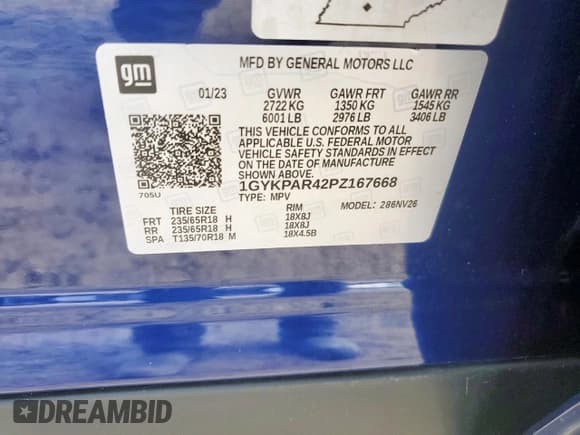 gm
MFD BY GENERAL MOTORS LLC
01/23 GVWR GAWR FRT GAWR RR
2722 KG 1350 KG 1545 KG
6001 LB 2976 LB 3406 LB
THIS VEHICLE CONFORMS TO ALL
APPLICABLE U.S. FEDERAL MOTOR
VEHICLE SAFETY STANDARDS IN EFFECT
ON THE DATE OF MANUFACTURE
SHOWN ABOVE.
1GYKPAR42PZ167668
TYPE: MPV MODEL: 286NV26
705U
TIRE SIZE RIM
FRT 235/65R18 H 18X8J
RR 235/65R18 H 18X8J
SPA T135/70R18 M 18X4.5B
DREAMBID